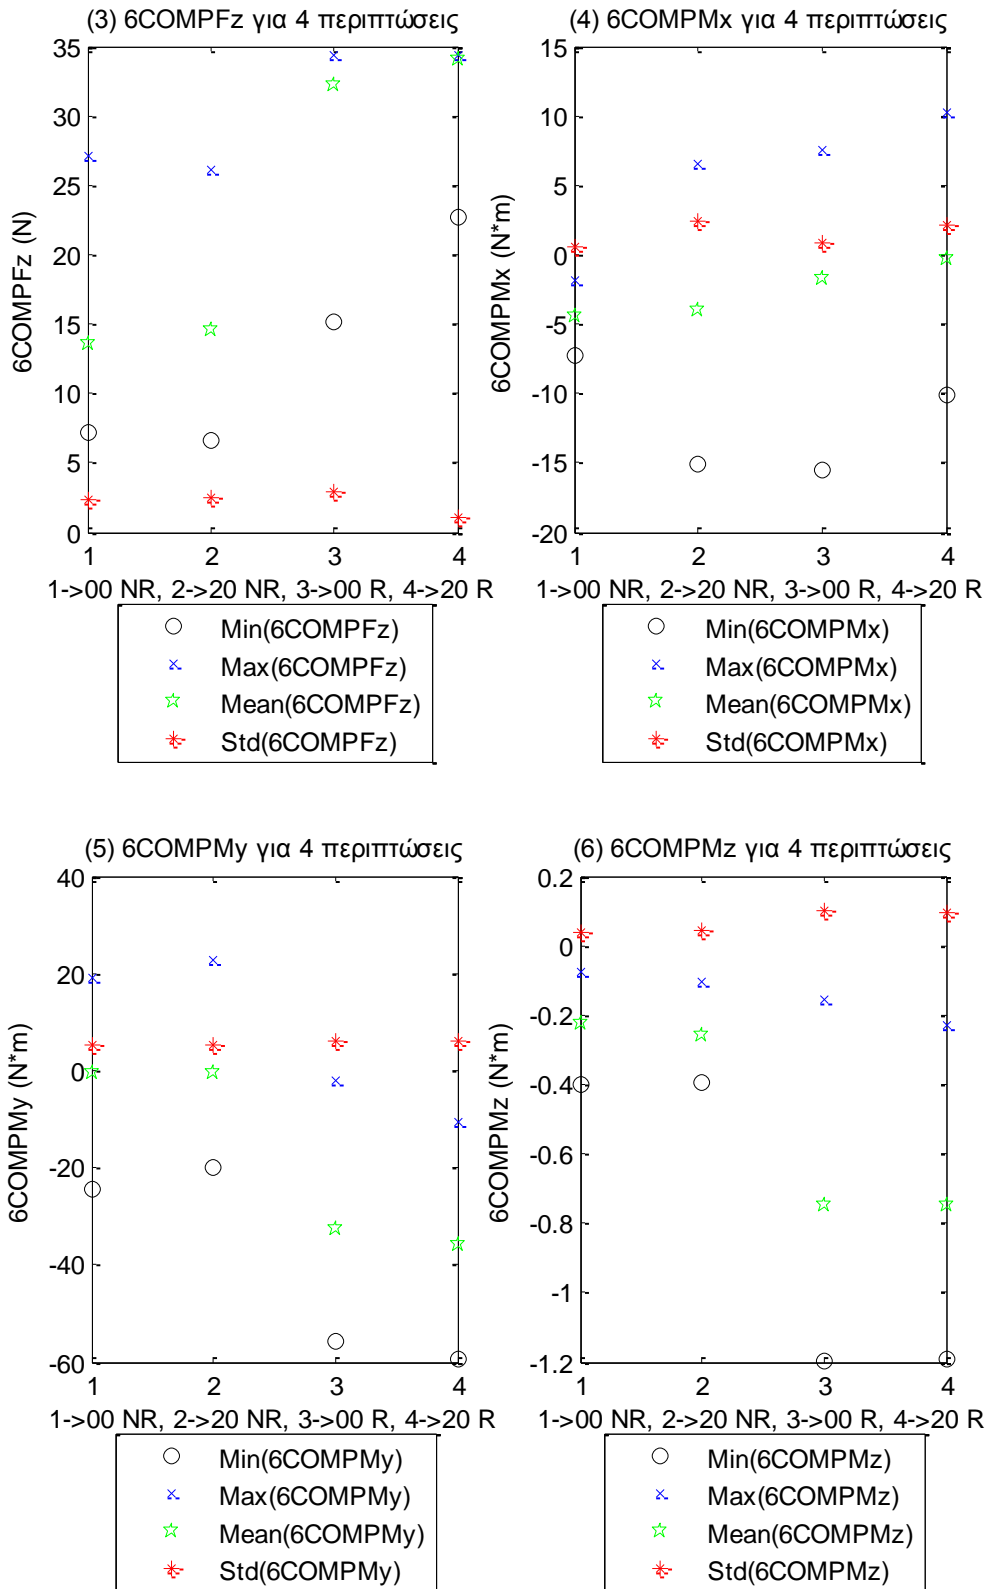 (3) 6COMPFz για 4 περιπτώσεις
35
30
25
20
15
10
5
0
6COMPFz (N)
1 2 3 4
1->00 NR, 2->20 NR, 3->00 R, 4->20 R
Min(6COMPFz)
Max(6COMPFz)
Mean(6COMPFz)
Std(6COMPFz)
(4) 6COMPMx για 4 περιπτώσεις
15
10
5
0
-5
-10
-15
-20
6COMPMx (N*m)
1 2 3 4
1->00 NR, 2->20 NR, 3->00 R, 4->20 R
Min(6COMPMx)
Max(6COMPMx)
Mean(6COMPMx)
Std(6COMPMx)
(5) 6COMPMy για 4 περιπτώσεις
40
20
0
-20
-40
-60
6COMPMy (N*m)
1 2 3 4
1->00 NR, 2->20 NR, 3->00 R, 4->20 R
Min(6COMPMy)
Max(6COMPMy)
Mean(6COMPMy)
Std(6COMPMy)
(6) 6COMPMz για 4 περιπτώσεις
0.2
0
-0.2
-0.4
-0.6
-0.8
-1
-1.2
6COMPMz (N*m)
1 2 3 4
1->00 NR, 2->20 NR, 3->00 R, 4->20 R
Min(6COMPMz)
Max(6COMPMz)
Mean(6COMPMz)
Std(6COMPMz)